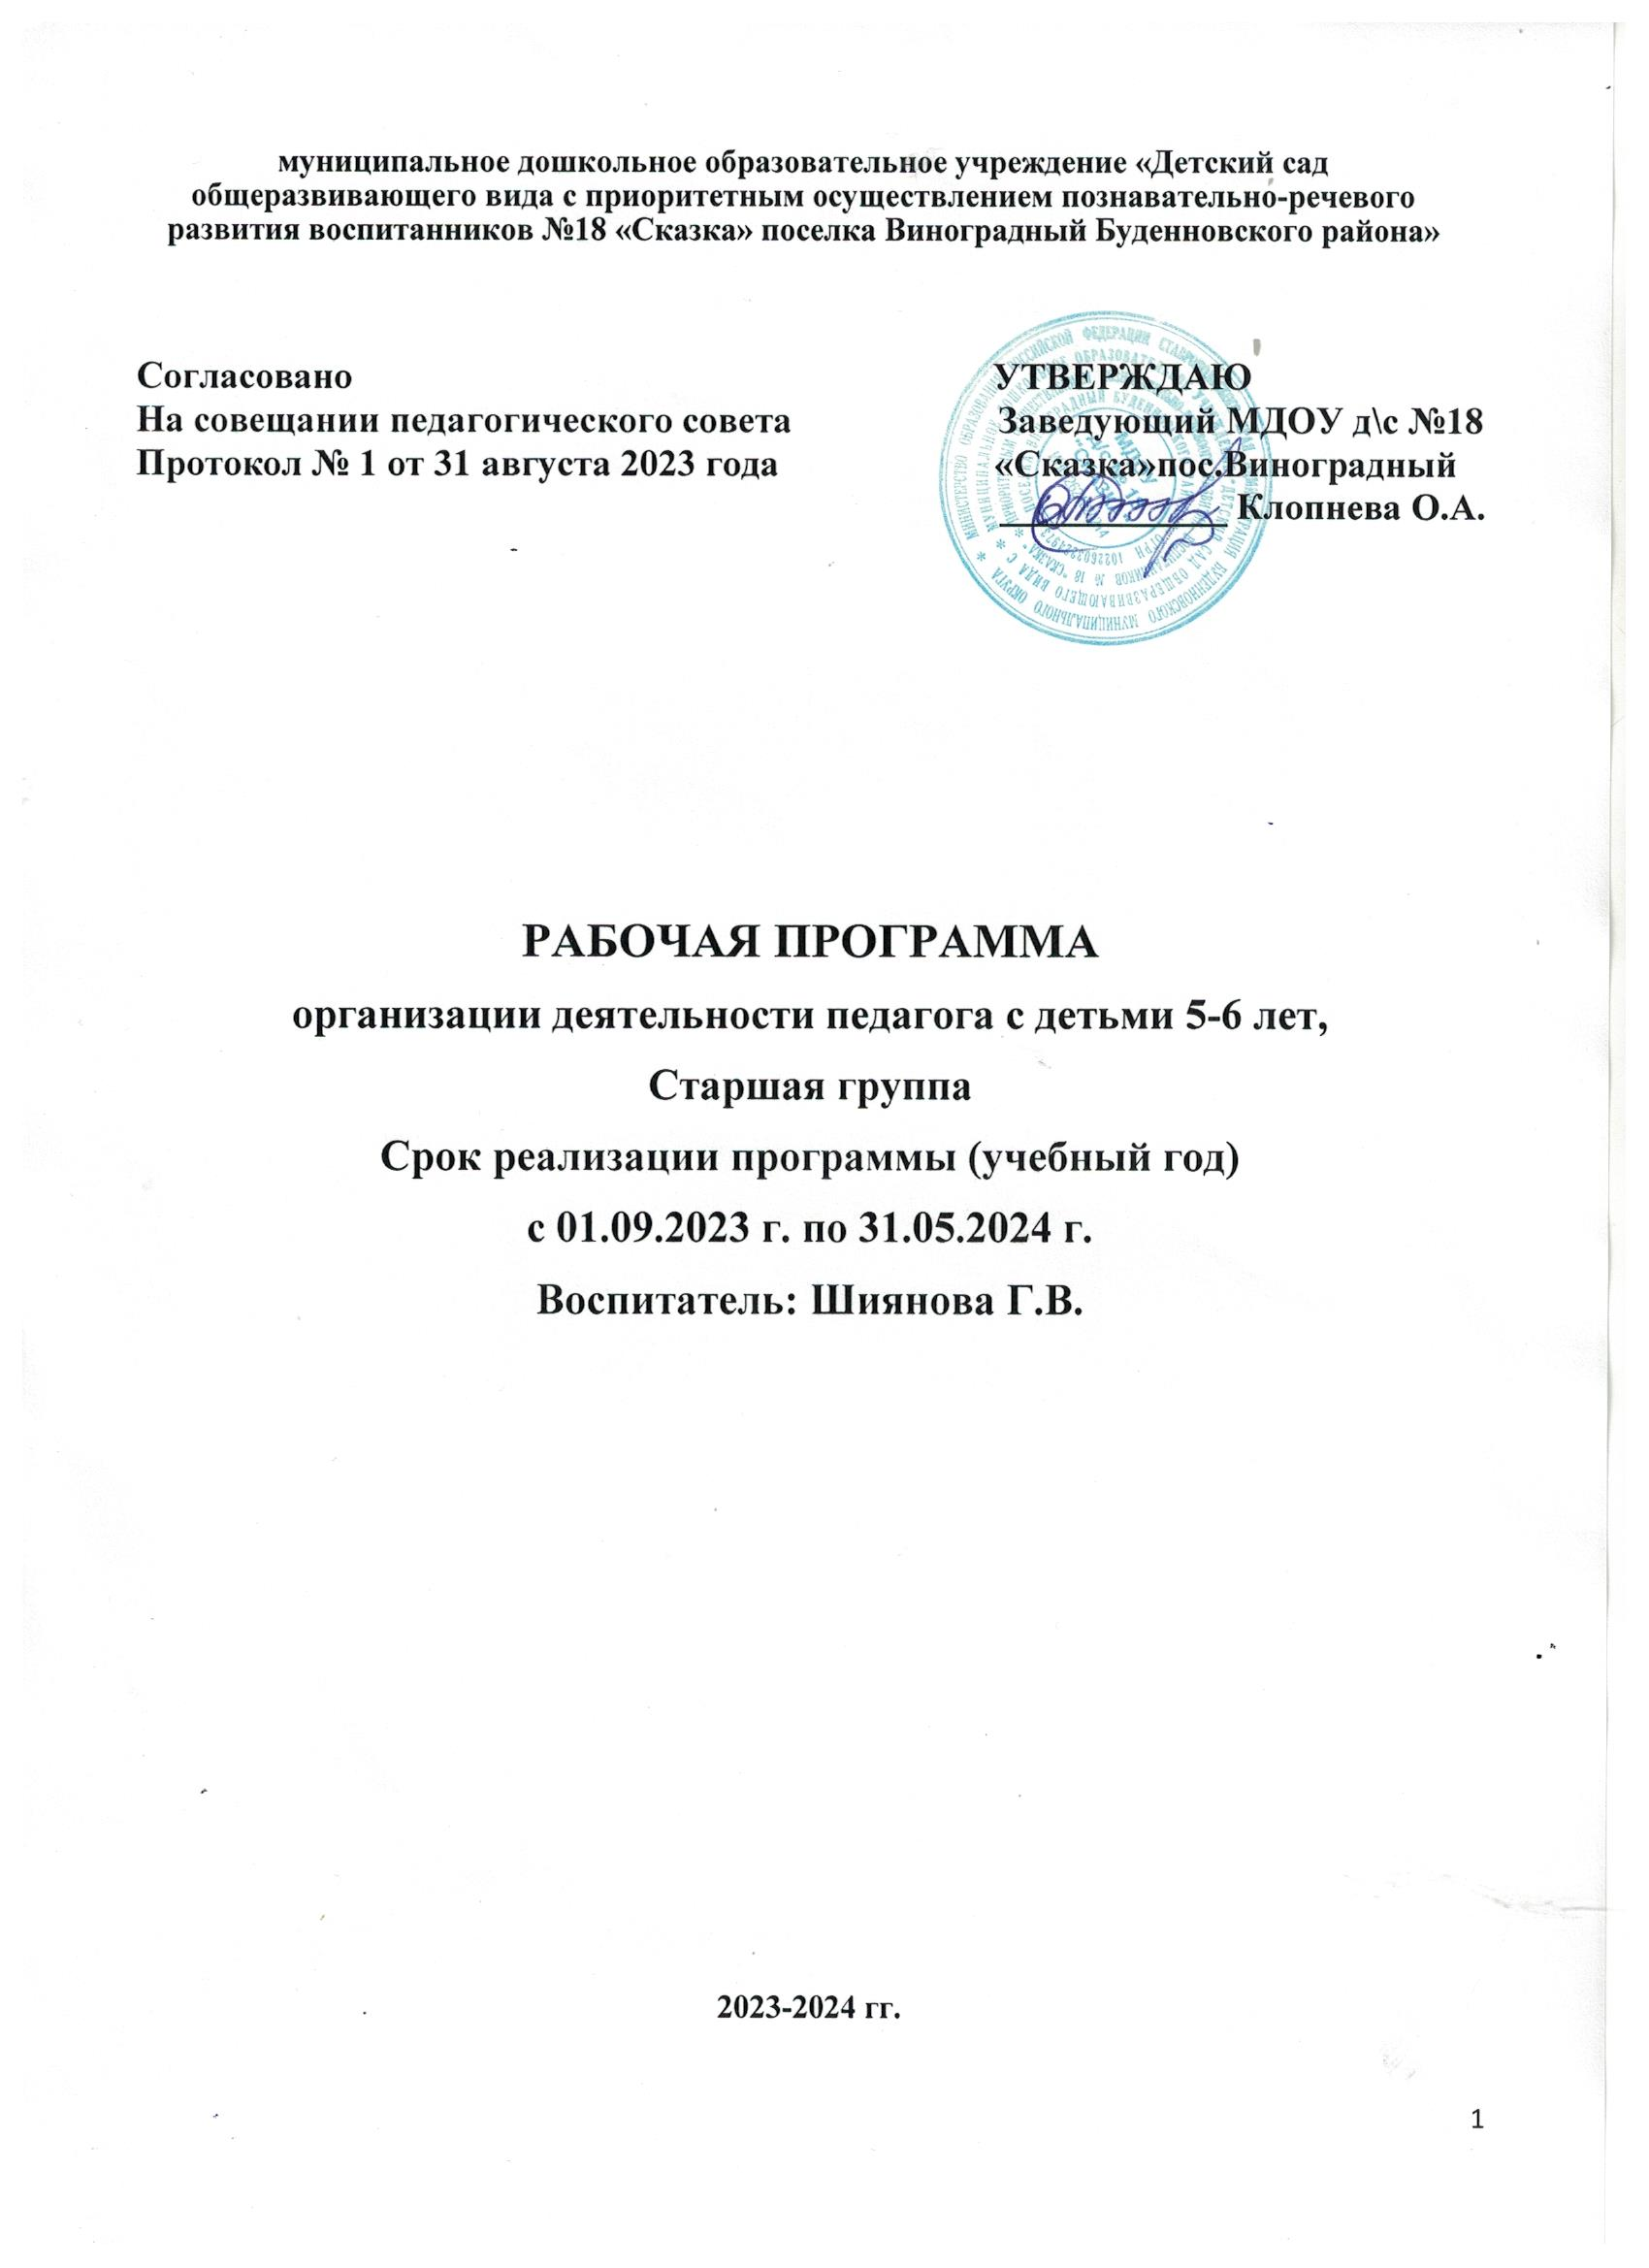 муниципальное дошкольное образовательное учреждение «Детский сад
общеразвивающего вида с приоритетным осуществлением познавательно-речевого
развития воспитанников №18 «Сказка» поселка Виноградный Буденновского района»
Согласовано
На совещании педагогического совета
Протокол № 1 от 31 августа 2023 года
УТВЕРЖДАЮ
Заведующий МДОУ д\с №18
«Сказка»пос.Виноградный
Клопнева О.А.
РАБОЧАЯ ПРОГРАММА
организации деятельности педагога с детьми 5-6 лет,
Старшая группа
Срок реализации программы (учебный год)
с 01.09.2023 г. по 31.05.2024 г.
Воспитатель: Шиянова Г.В.
2023-2024 гг.
1